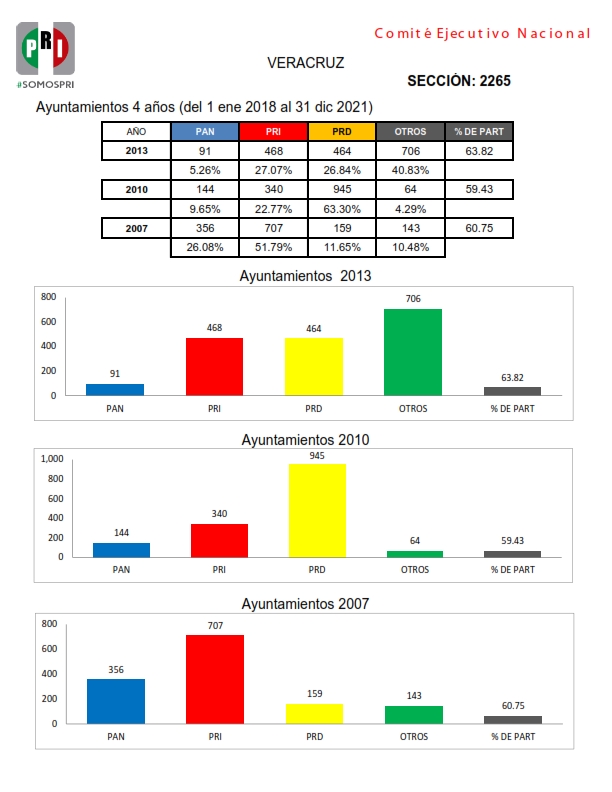 Comité Ejecutivo Nacional
PRI
#SOMOSPRI
VERACRUZ
SECCIÓN: 2265
Ayuntamientos 4 años (del 1 ene 2018 al 31 dic 2021)
AÑO PAN PRI PRD OTROS % DE PART
2013 91 468 464 706 63.82
5.26% 27.07% 26.84% 40.83%
2010 144 340 945 64 59.43
9.65% 22.77% 63.30% 4.29%
2007 356 707 159 143 60.75
26.08% 51.79% 11.65% 10.48%
Ayuntamientos 2013
800
600
400
200
0
91 468 464 706 63.82
PAN PRI PRD OTROS % DE PART
Ayuntamientos 2010
1,000
800
600
400
200
0
144 340 945 64 59.43
PAN PRI PRD OTROS % DE PART
Ayuntamientos 2007
800
600
400
200
0
356 707 159 143 60.75
PAN PRI PRD OTROS % DE PART